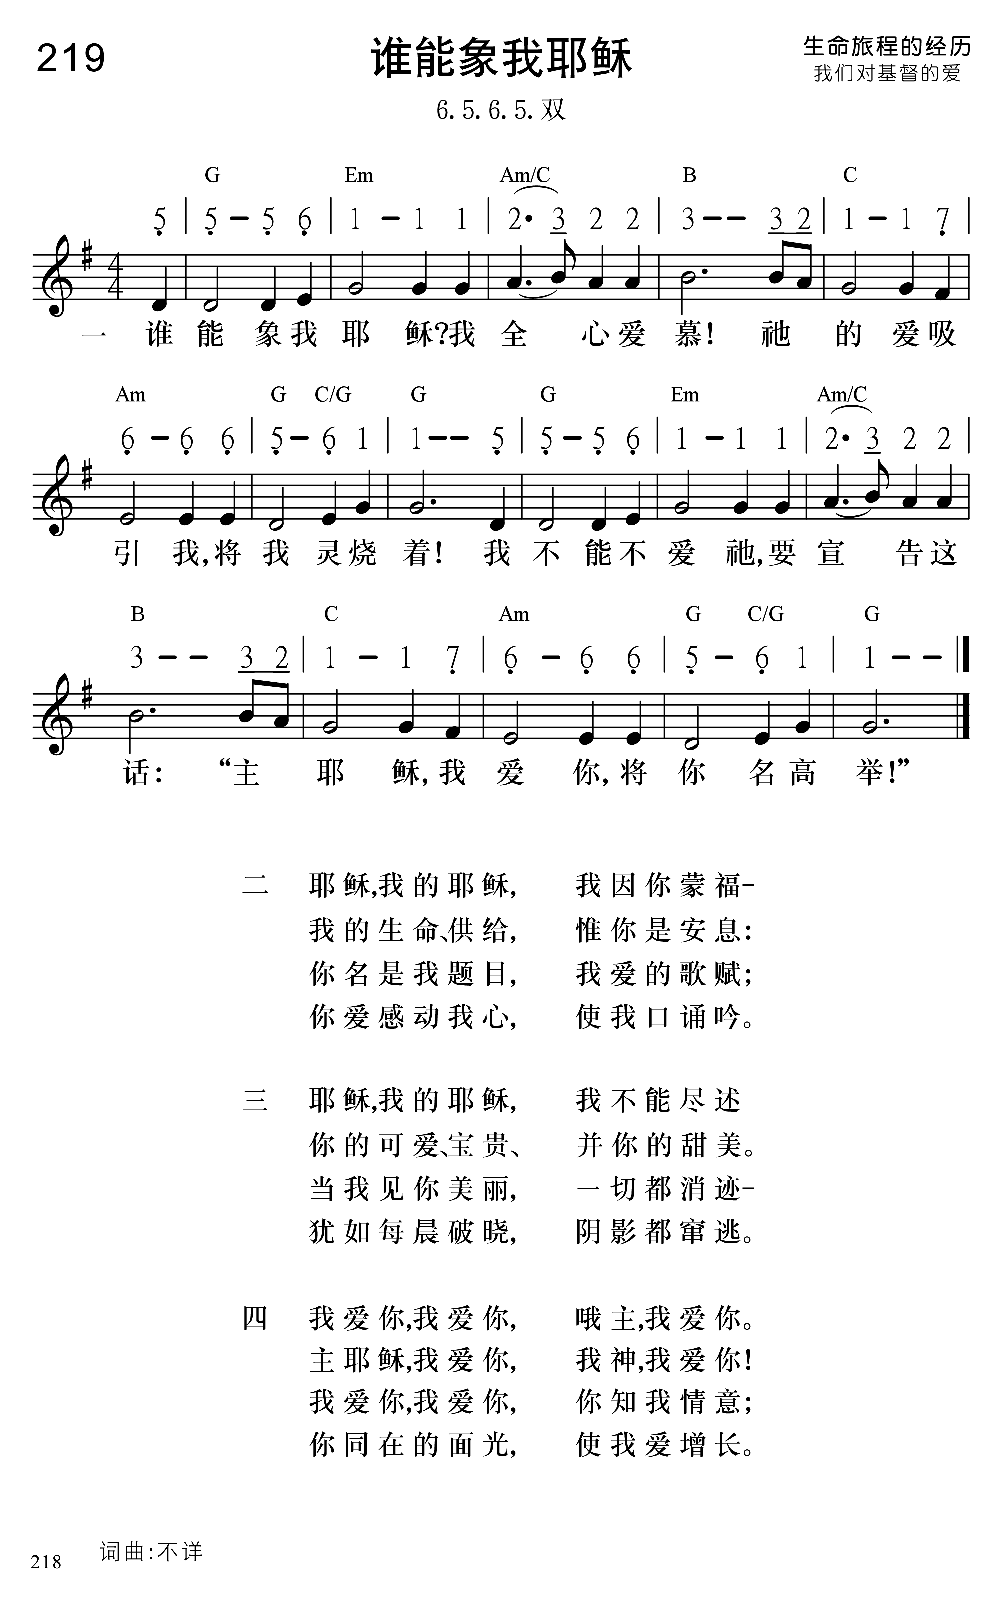 219
谁能象我耶稣
生命旅程的经历
我们对基督的爱
6.5.6.5.双
G Em Am/C B C
5 | 5 - 5 6 | 1 - 1 1 | 2· 3 2 2 | 3 - - 3 2 | 1 - 1 7 |
4
4
一 谁 能 象 我 耶 稣?我 全 心 爱 慕! 祂 的 爱 吸
Am G C/G G G Em Am/C
6 - 6 6 | 5 - 6 1 | 1 - - 5 | 5 - 5 6 | 1 - 1 1 | 2· 3 2 2 |
引 我,将 我 灵 烧 着! 我 不 能 不 爱 祂,要 宣 告 这
B C Am G C/G G
3 - - 3 2 | 1 - 1 7 | 6 - 6 6 | 5 - 6 1 | 1 - - ‖
话: “主 耶 稣,我 爱 你,将 你 名 高 举!”
二 耶稣,我的耶稣, 我因你蒙福-
我的生命、供给, 惟你是安息:
你名是我题目, 我爱的歌赋;
你爱感动我心, 使我口诵吟。
三 耶稣,我的耶稣, 我不能尽述
你的可爱、宝贵、 并你的甜美。
当我见你美丽, 一切都消迹-
犹如每晨破晓, 阴影都窜逃。
四 我爱你,我爱你, 哦主,我爱你。
主耶稣,我爱你, 我神,我爱你!
我爱你,我爱你, 你知我情意;
你同在的面光, 使我爱增长。
218 词曲:不详